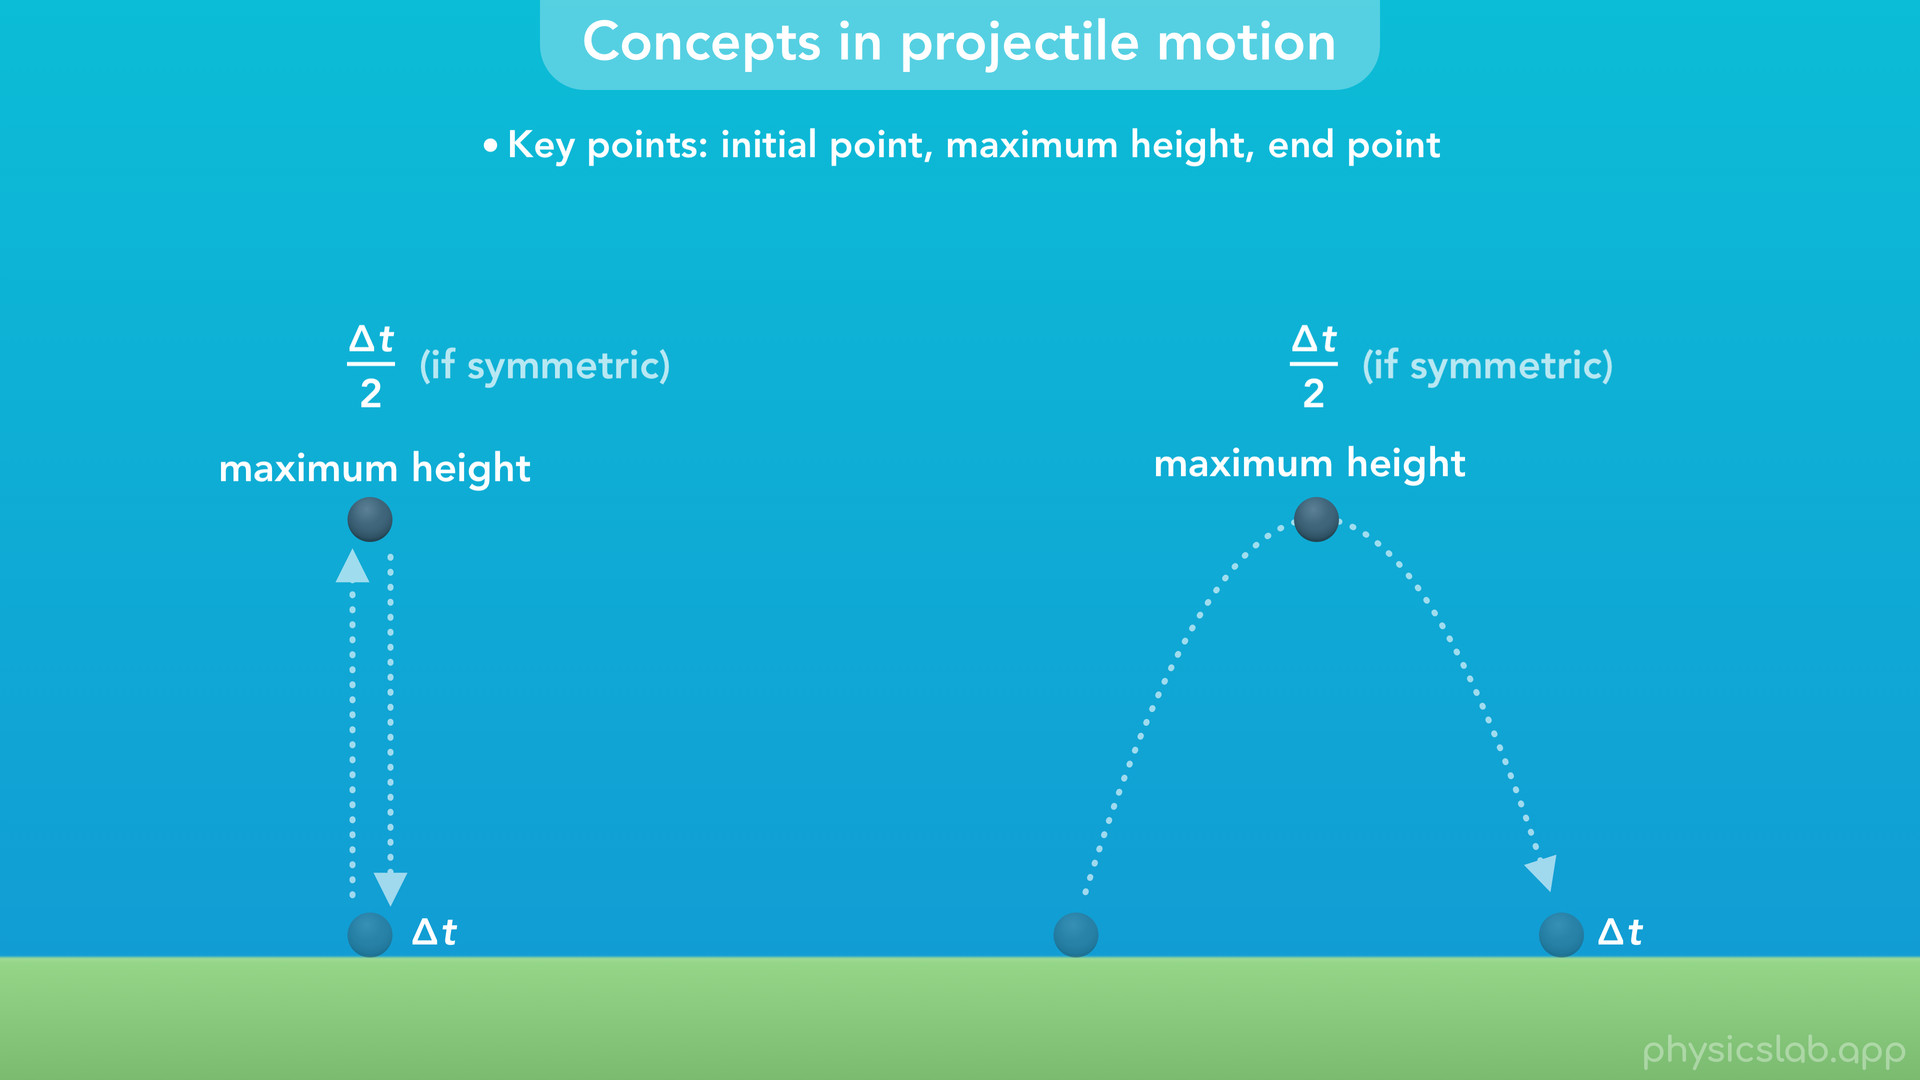 Concepts in projectile motion
• Key points: initial point, maximum height, end point
Δt
2
(if symmetric)
maximum height
Δt
Δt
2
(if symmetric)
maximum height
Δt
physicslab.app